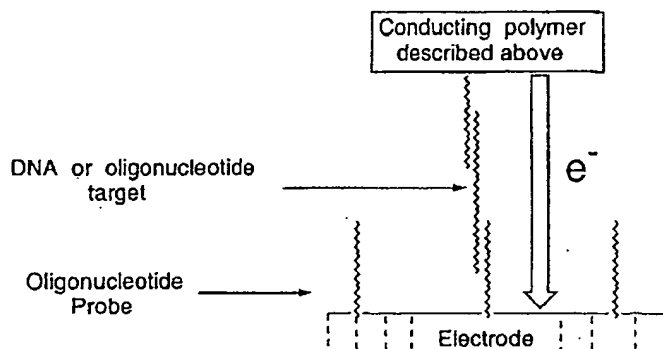 Conducting polymer
described above
DNA or oligonucleotide
target
e⁻
Oligonucleotide
Probe
Electrode